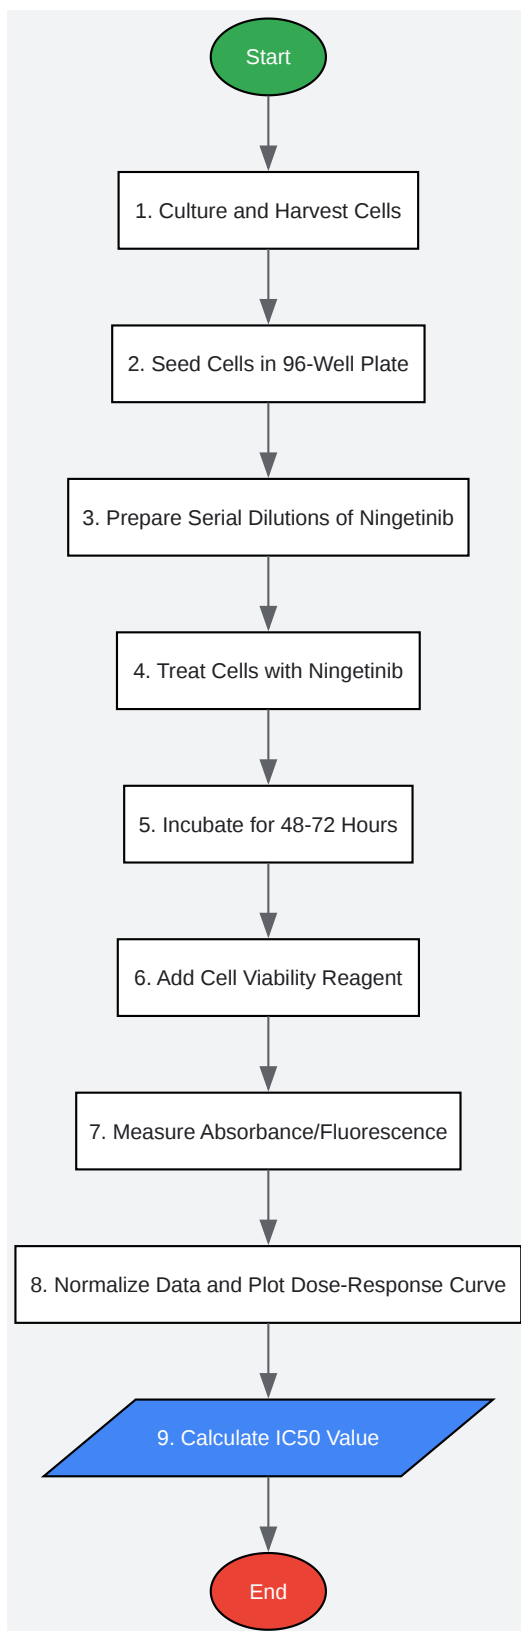 Start
1. Culture and Harvest Cells
2. Seed Cells in 96-Well Plate
3. Prepare Serial Dilutions of Ningetinib
4. Treat Cells with Ningetinib
5. Incubate for 48-72 Hours
6. Add Cell Viability Reagent
7. Measure Absorbance/Fluorescence
8. Normalize Data and Plot Dose-Response Curve
9. Calculate IC50 Value
End